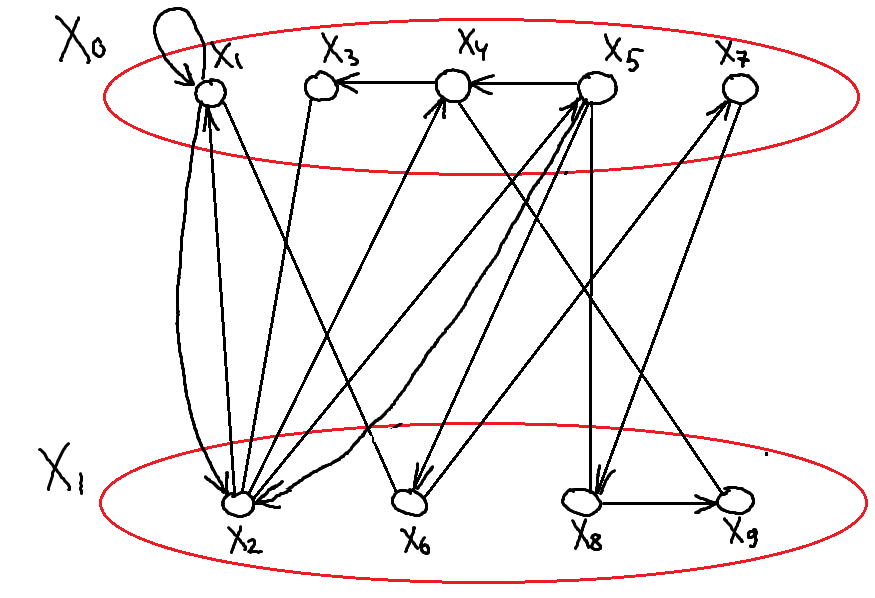 X₀
x₁ x₃ x₄ x₅ x₇
X₁
x₂ x₆ x₈ x₉